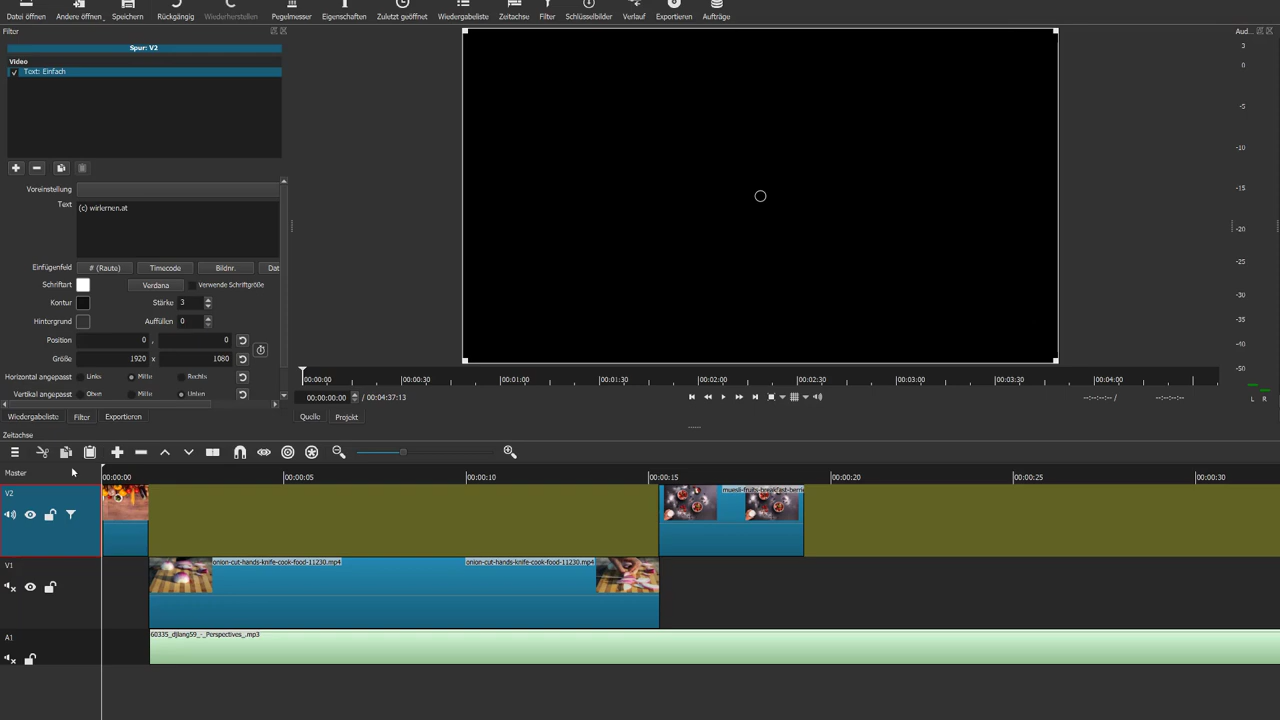 Datei öffnen Andere öffnen Speichern Rückgängig Wiederherstellen Pegelmesser Eigenschaften Zuletzt geöffnet Wiedergabeliste Zeitachse Filter Schlüsselbilder Verlauf Exportieren Aufträge
Filter
Aud...
Spur: V2
Video
Text: Einfach
Voreinstellung
Text
(c) wirlernen.at
Einfügenfeld # (Raute) Timecode Bildnr. Dat
Schriftart Verdana Verwende Schriftgröße
Kontur Stärke 3
Hintergrund Auffüllen 0
Position 0 , 0
Größe 1920 x 1080
Horizontal angepasst Links Mitte Rechts
Vertikal angepasst Oben Mitte Unten
3
0
-5
-10
-15
-20
-25
-30
-35
-40
-50
L R
00:00:00 00:00:30 00:01:00 00:01:30 00:02:00 00:02:30 00:03:00 00:03:30 00:04:00
00:00:00:00 / 00:04:37:13
--:--:--:-- / --:--:--:--
Wiedergabeliste Filter Exportieren
Quelle Projekt
Zeitachse
Master
00:00:00 00:00:05 00:00:10 00:00:15 00:00:20 00:00:25 00:00:30
V2
muesli-fruits-breakfast-berri
V1
onion-cut-hands-knife-cook-food-11230.mp4 onion-cut-hands-knife-cook-food-11230.mp4
A1
60335_djlang59_-_Perspectives_.mp3